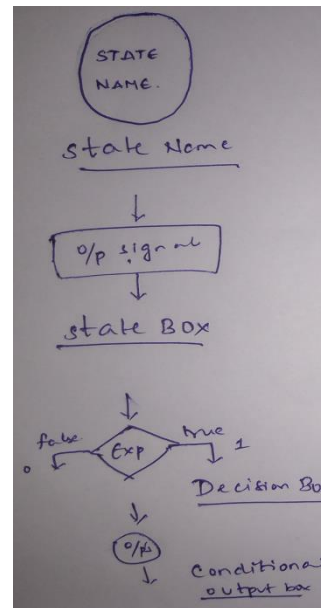 STATE
NAME.
state Name
O/p signal
state BOX
false
true
0
Exp
1
Decision Bo
O/p
Conditiona
output box